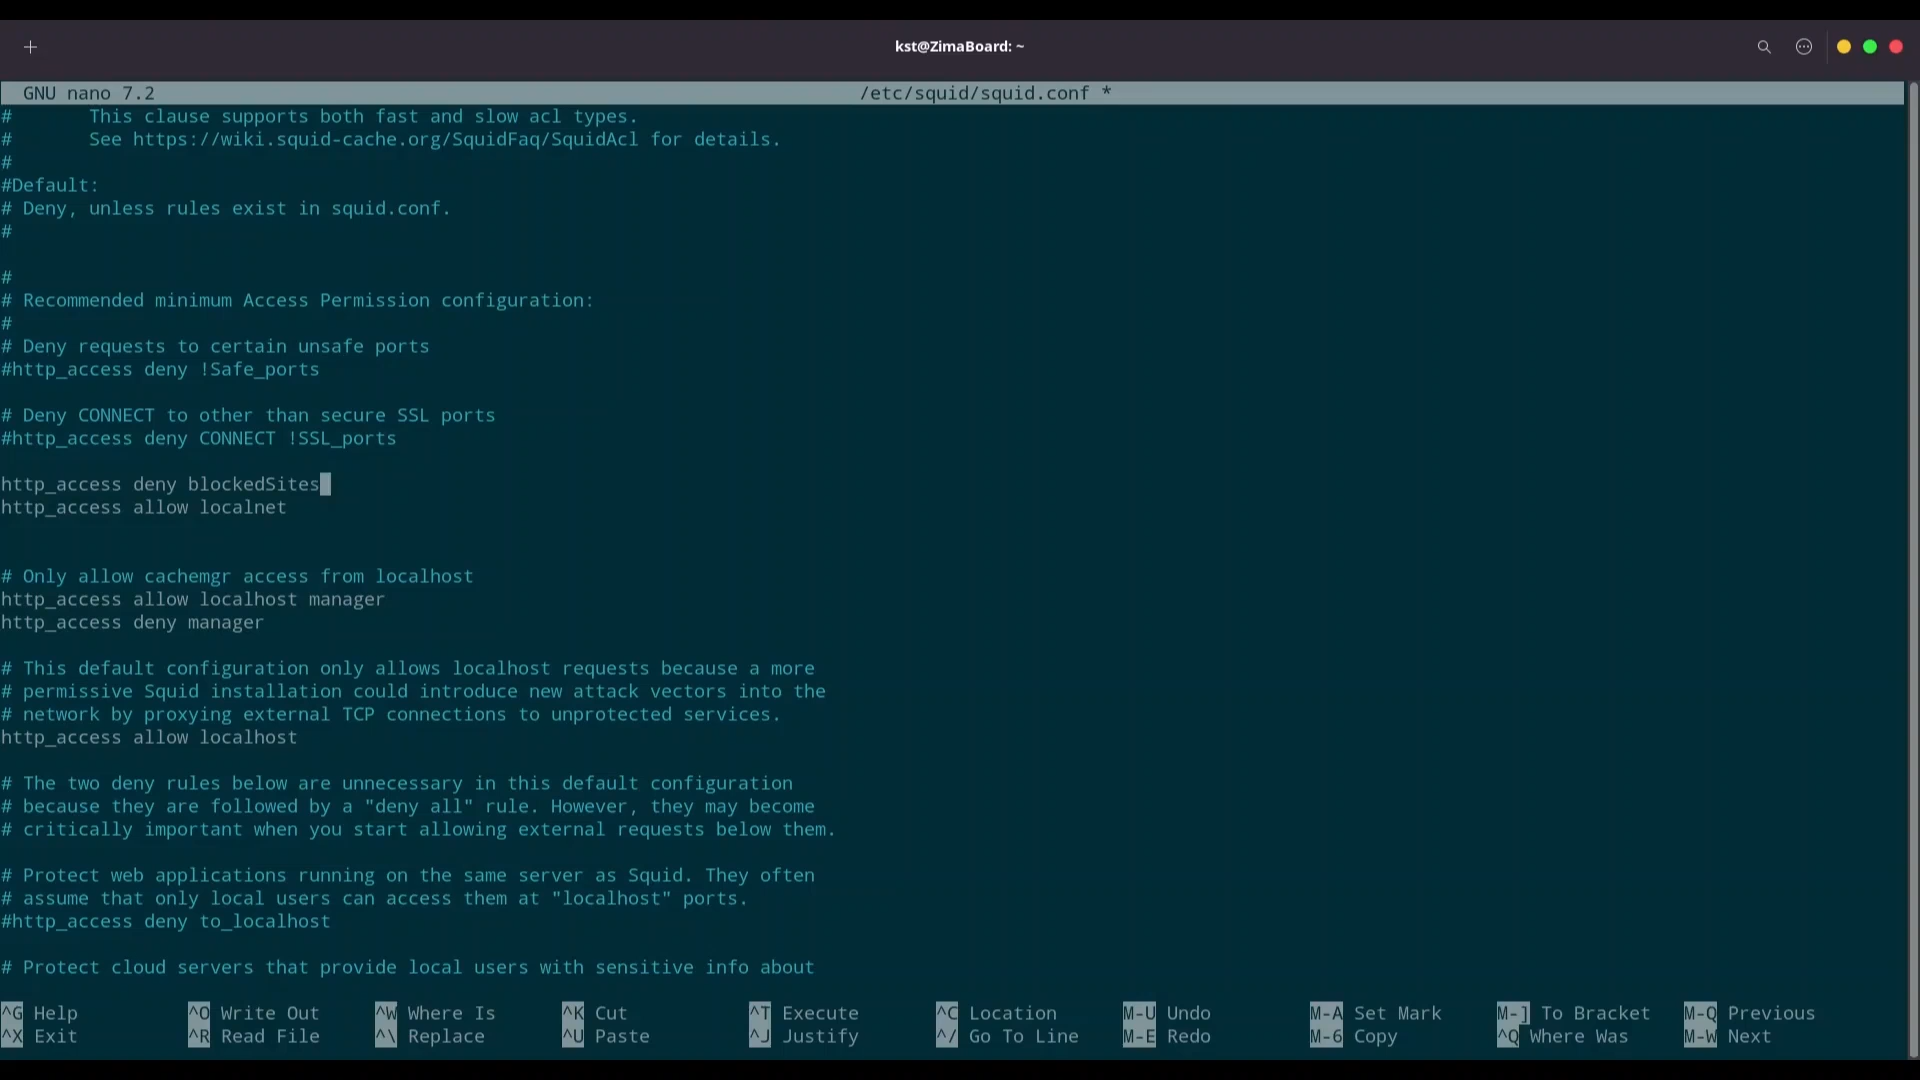 kst@ZimaBoard: ~
GNU nano 7.2 /etc/squid/squid.conf *
#       This clause supports both fast and slow acl types.
#       See https://wiki.squid-cache.org/SquidFaq/SquidAcl for details.
#
#Default:
# Deny, unless rules exist in squid.conf.
#
#
# Recommended minimum Access Permission configuration:
#
# Deny requests to certain unsafe ports
#http_access deny !Safe_ports
# Deny CONNECT to other than secure SSL ports
#http_access deny CONNECT !SSL_ports
http_access deny blockedSites
http_access allow localnet
# Only allow cachemgr access from localhost
http_access allow localhost manager
http_access deny manager
# This default configuration only allows localhost requests because a more
# permissive Squid installation could introduce new attack vectors into the
# network by proxying external TCP connections to unprotected services.
http_access allow localhost
# The two deny rules below are unnecessary in this default configuration
# because they are followed by a "deny all" rule. However, they may become
# critically important when you start allowing external requests below them.
# Protect web applications running on the same server as Squid. They often
# assume that only local users can access them at "localhost" ports.
#http_access deny to_localhost
# Protect cloud servers that provide local users with sensitive info about
^G Help ^O Write Out ^W Where Is ^K Cut ^T Execute ^C Location M-U Undo M-A Set Mark M-] To Bracket M-Q Previous
^X Exit ^R Read File ^\ Replace ^U Paste ^J Justify ^/ Go To Line M-E Redo M-6 Copy ^Q Where Was M-W Next